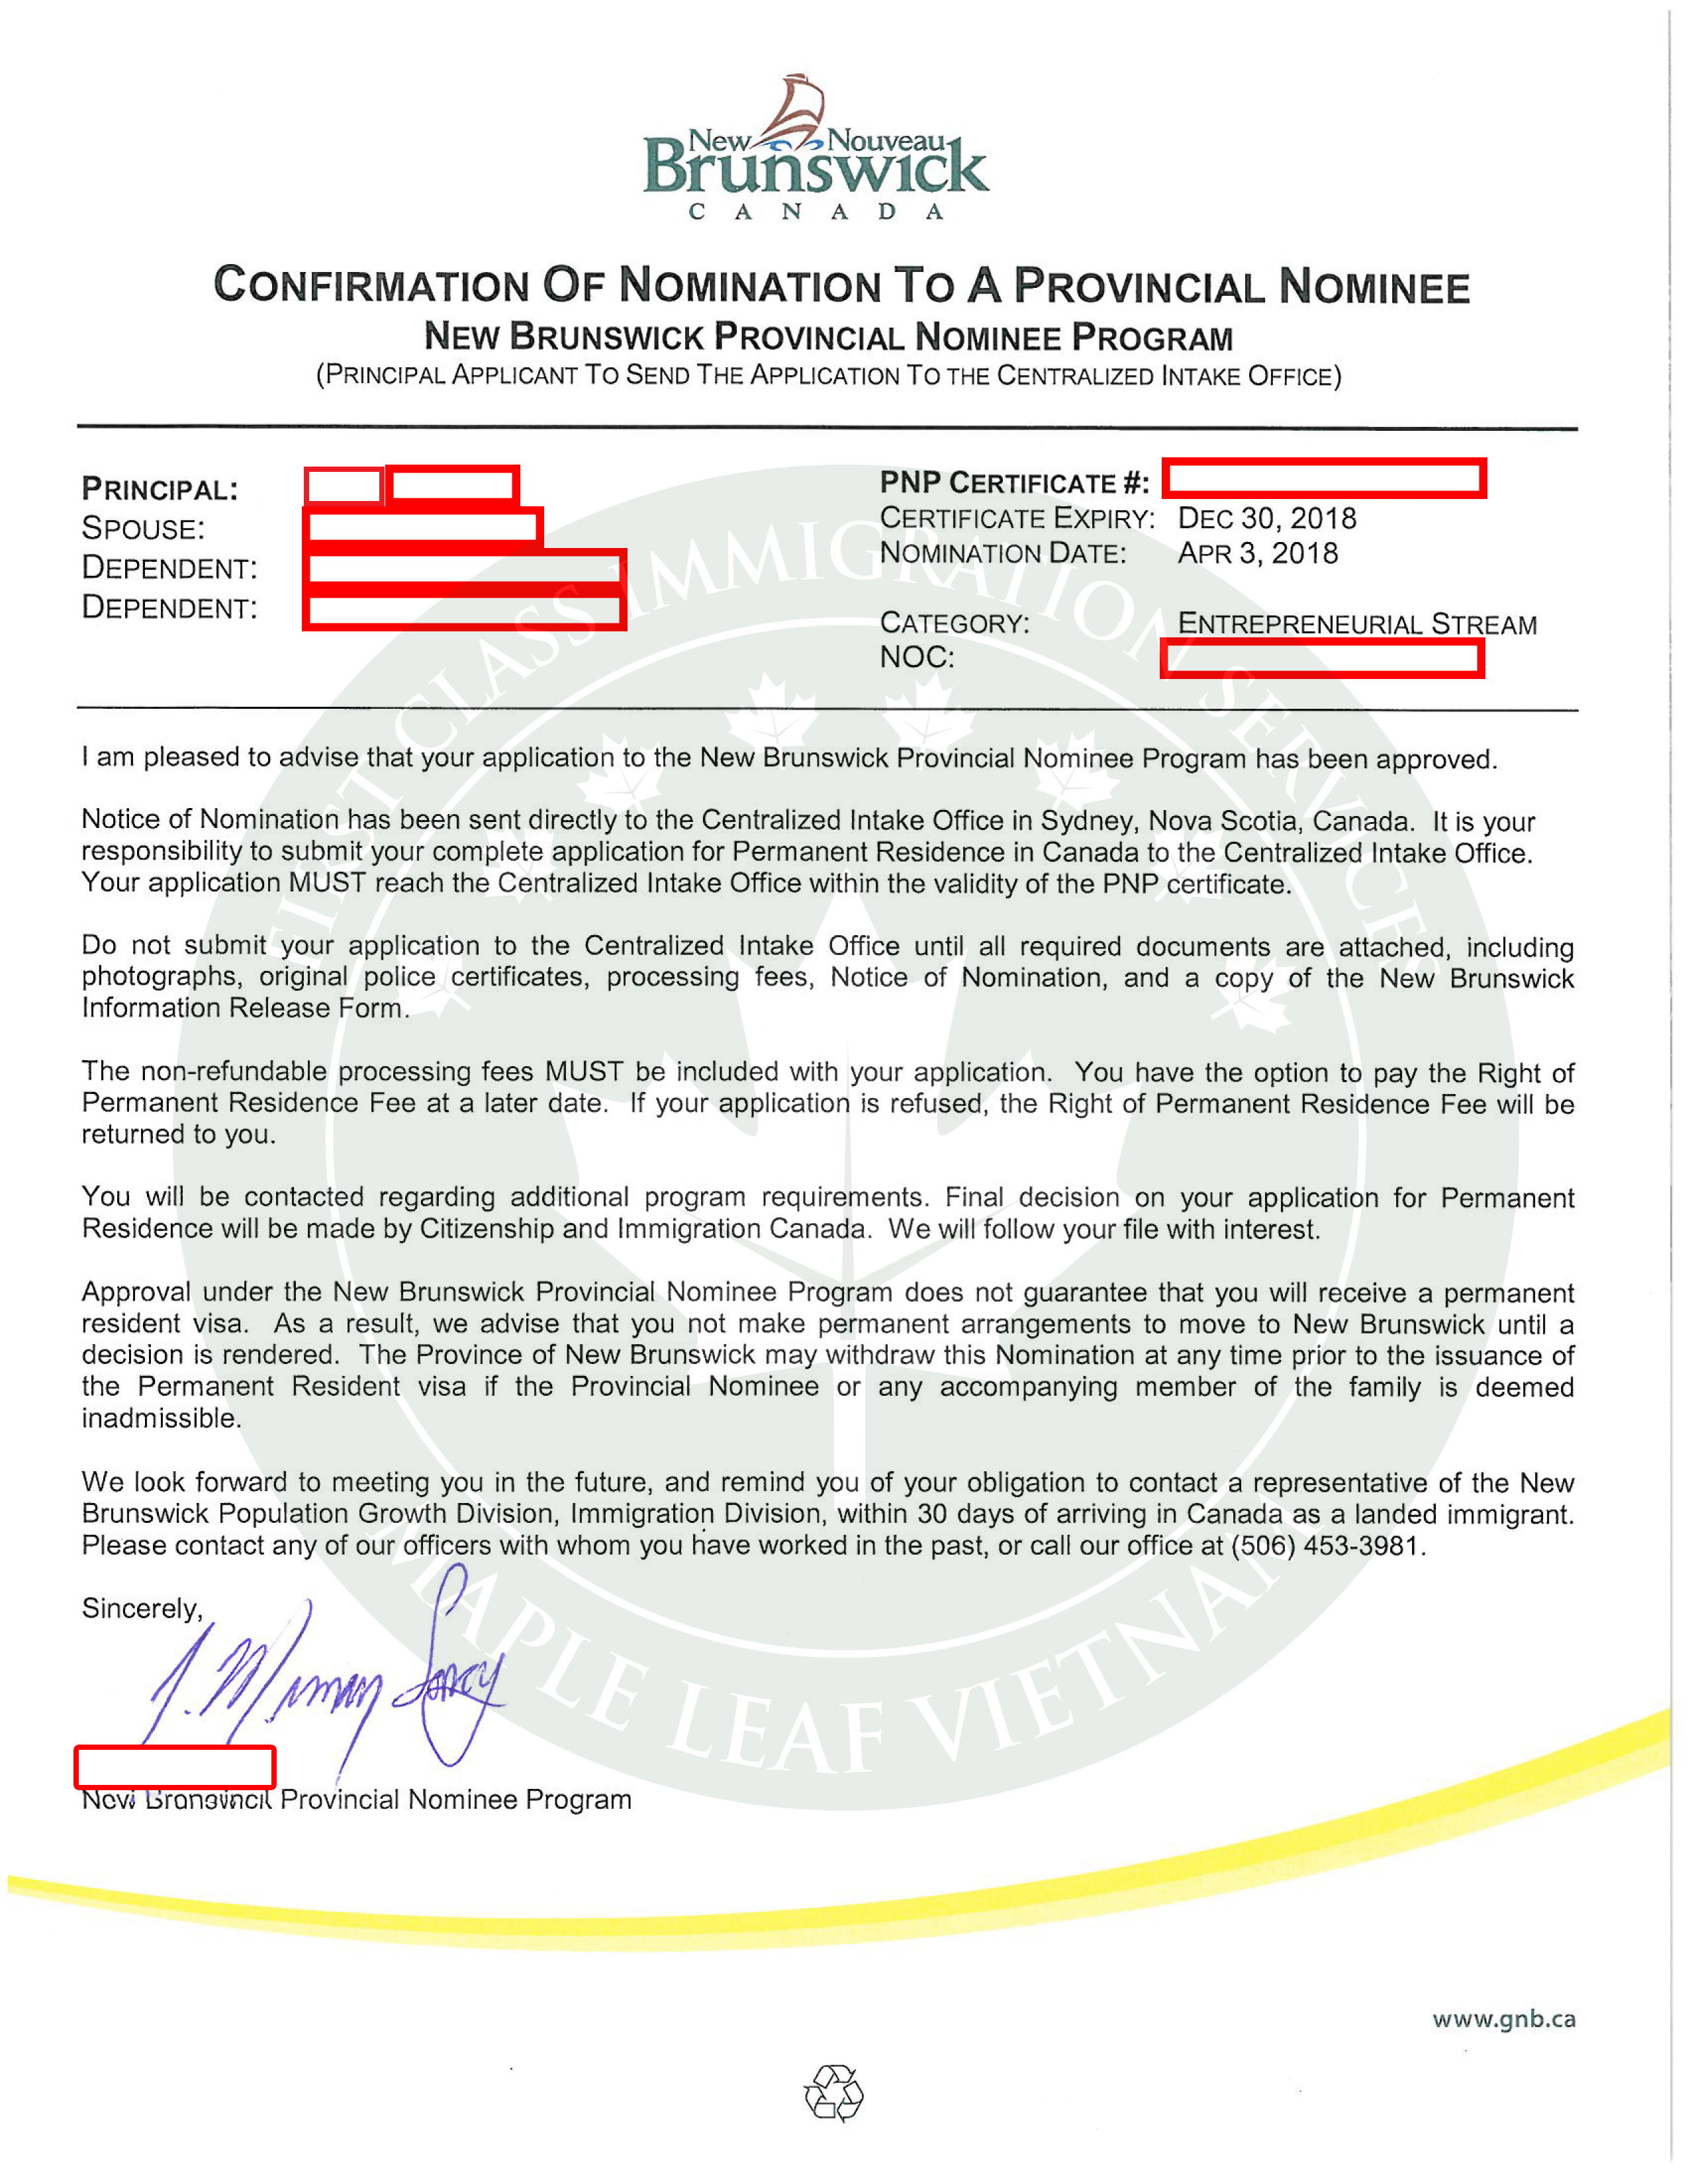 New Nouveau
Brunswick
CANADA
CONFIRMATION OF NOMINATION TO A PROVINCIAL NOMINEE
NEW BRUNSWICK PROVINCIAL NOMINEE PROGRAM
(PRINCIPAL APPLICANT TO SEND THE APPLICATION TO THE CENTRALIZED INTAKE OFFICE)
PRINCIPAL:
SPOUSE:
DEPENDENT:
DEPENDENT:
PNP CERTIFICATE #:
CERTIFICATE EXPIRY: DEC 30, 2018
NOMINATION DATE: APR 3, 2018
CATEGORY: ENTREPRENEURIAL STREAM
NOC:
I am pleased to advise that your application to the New Brunswick Provincial Nominee Program has been approved.
Notice of Nomination has been sent directly to the Centralized Intake Office in Sydney, Nova Scotia, Canada. It is your
responsibility to submit your complete application for Permanent Residence in Canada to the Centralized Intake Office.
Your application MUST reach the Centralized Intake Office within the validity of the PNP certificate.
Do not submit your application to the Centralized Intake Office until all required documents are attached, including
photographs, original police certificates, processing fees, Notice of Nomination, and a copy of the New Brunswick
Information Release Form.
The non-refundable processing fees MUST be included with your application. You have the option to pay the Right of
Permanent Residence Fee at a later date. If your application is refused, the Right of Permanent Residence Fee will be
returned to you.
You will be contacted regarding additional program requirements. Final decision on your application for Permanent
Residence will be made by Citizenship and Immigration Canada. We will follow your file with interest.
Approval under the New Brunswick Provincial Nominee Program does not guarantee that you will receive a permanent
resident visa. As a result, we advise that you not make permanent arrangements to move to New Brunswick until a
decision is rendered. The Province of New Brunswick may withdraw this Nomination at any time prior to the issuance of
the Permanent Resident visa if the Provincial Nominee or any accompanying member of the family is deemed
inadmissible.
We look forward to meeting you in the future, and remind you of your obligation to contact a representative of the New
Brunswick Population Growth Division, Immigration Division, within 30 days of arriving in Canada as a landed immigrant.
Please contact any of our officers with whom you have worked in the past, or call our office at (506) 453-3981.
Sincerely,
Provincial Nominee Program
www.gnb.ca
FIRST CLASS IMMIGRATION SERVICE
MAPLE LEAF VIETNAM